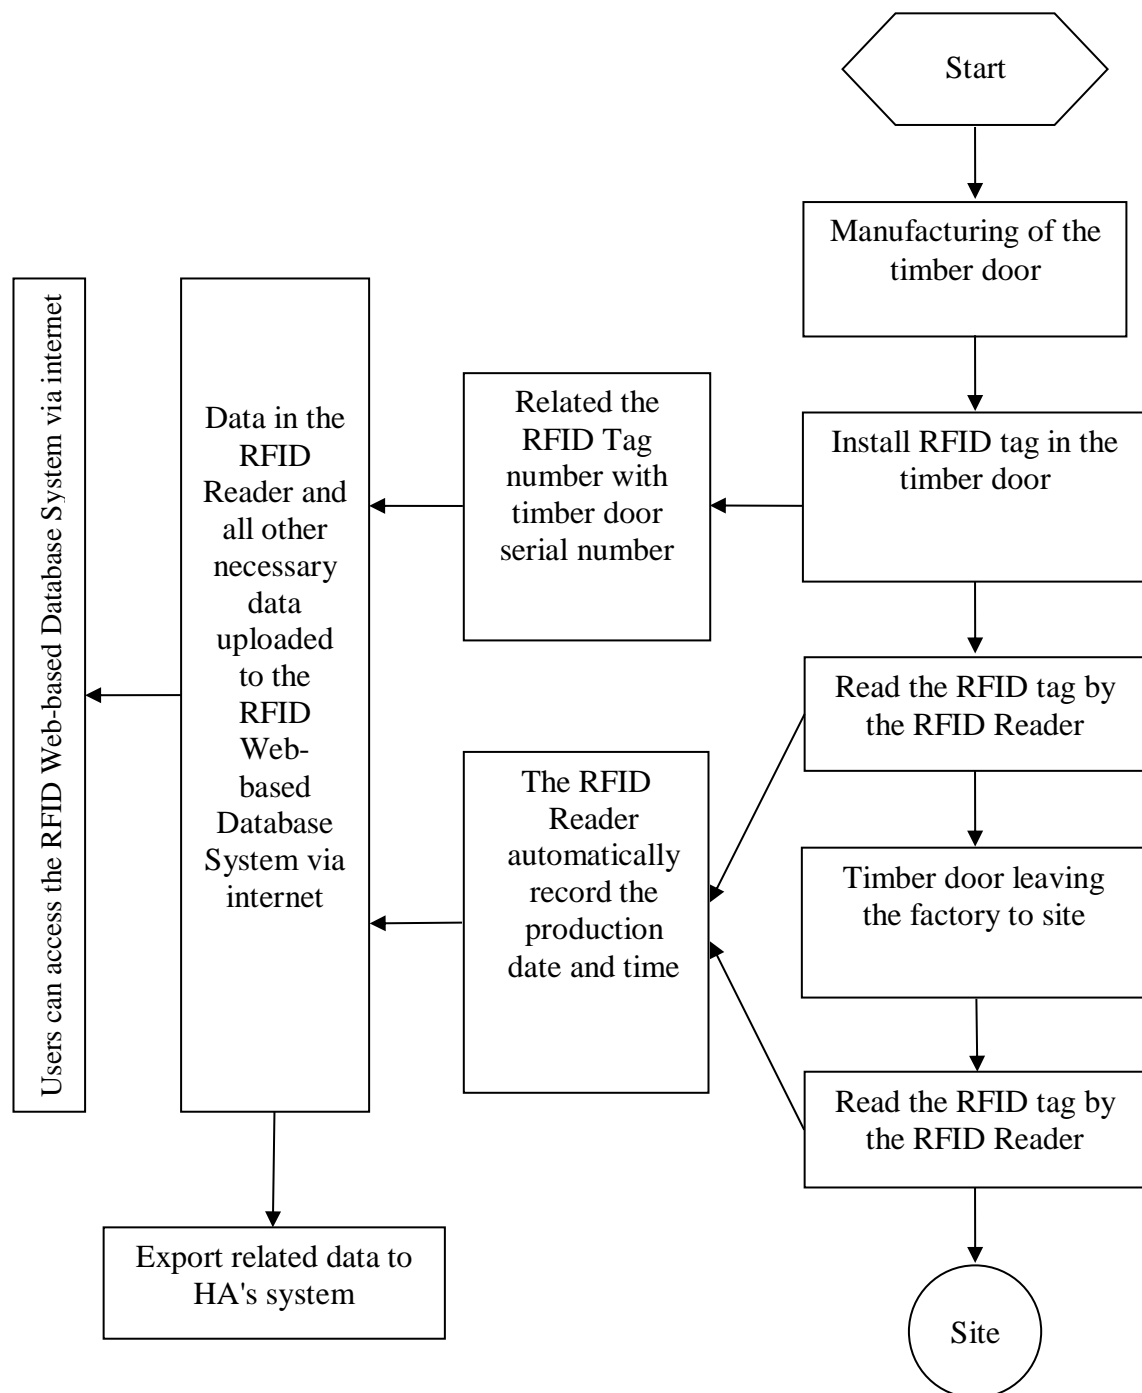 Start
Manufacturing of the
timber door
Install RFID tag in the
timber door
Related the
RFID Tag
number with
timber door
serial number
Read the RFID tag by
the RFID Reader
The RFID
Reader
automatically
record the
production
date and time
Timber door leaving
the factory to site
Read the RFID tag by
the RFID Reader
Site
Data in the
RFID
Reader and
all other
necessary
data
uploaded
to the
RFID
Web-
based
Database
System via
internet
Users can access the RFID Web-based Database System via internet
Export related data to
HA's system